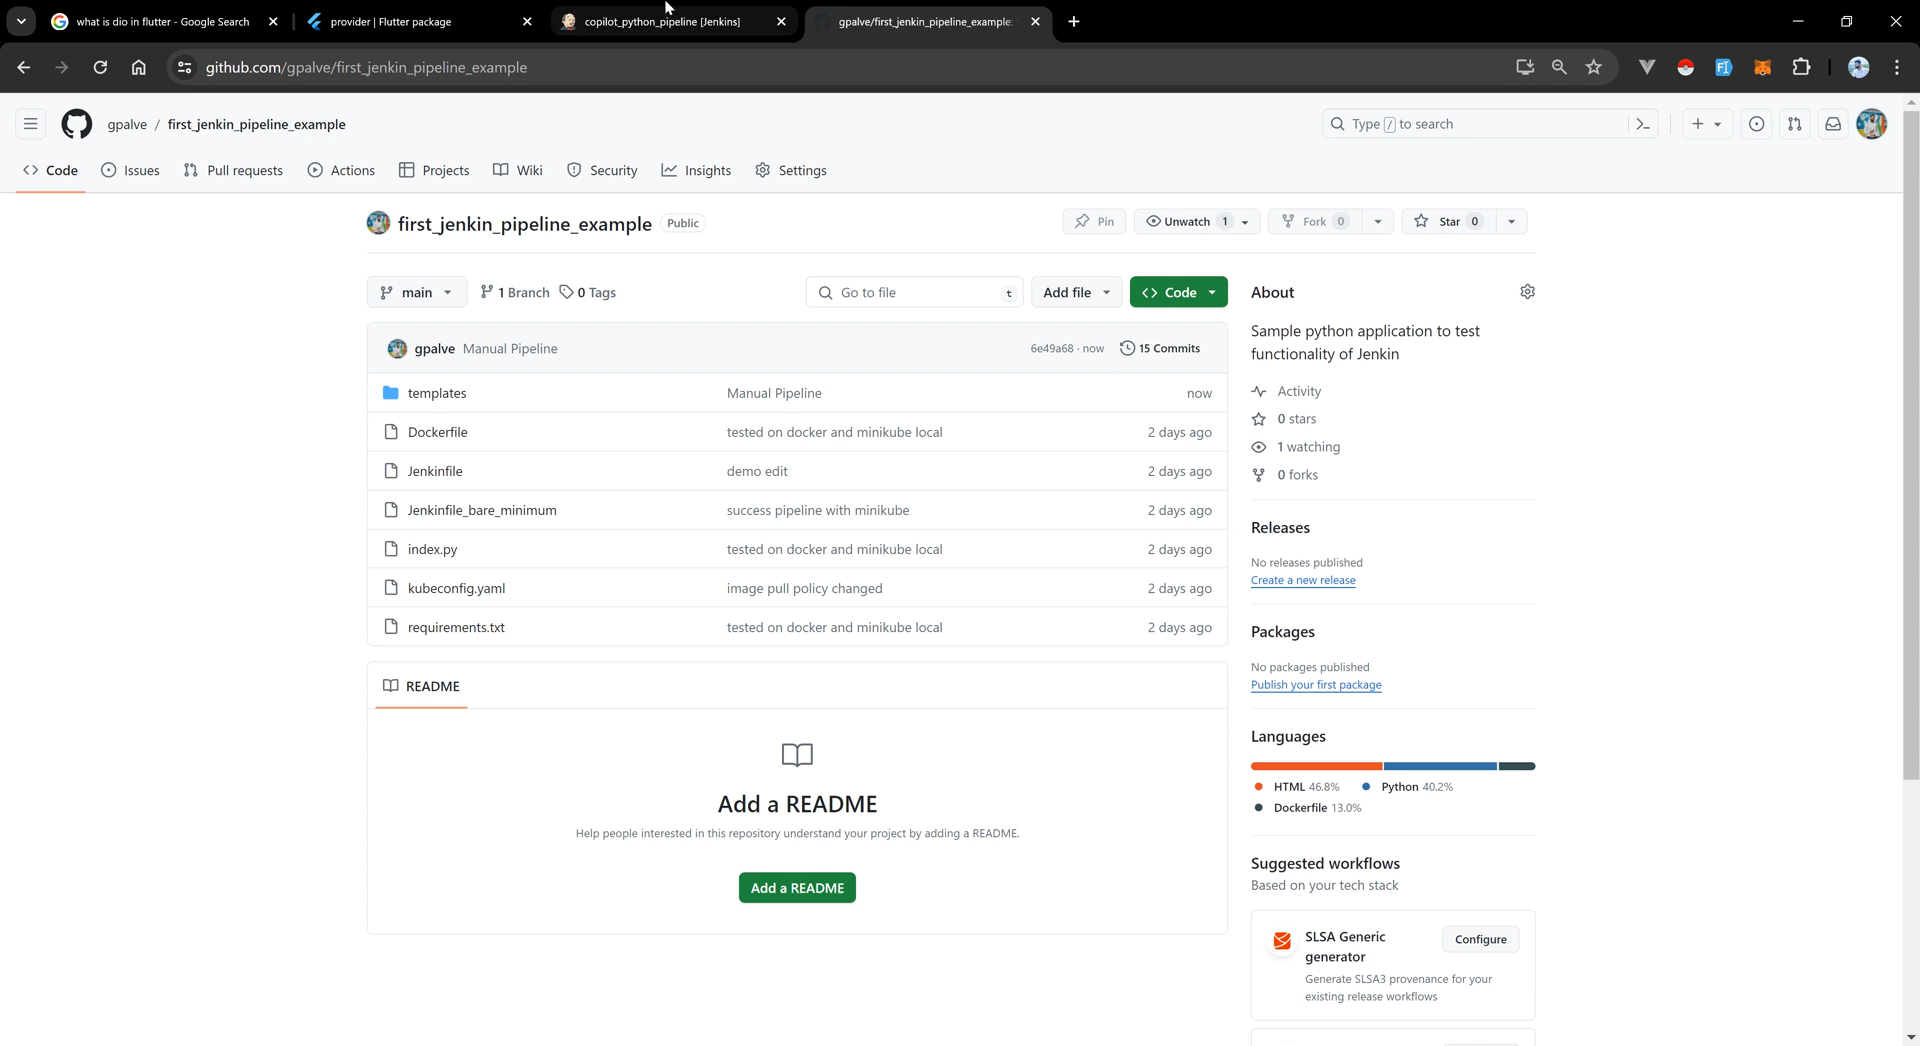 what is dio in flutter - Google Search
provider | Flutter package
copilot_python_pipeline [Jenkins]
gpalve/first_jenkin_pipeline_example:
github.com/gpalve/first_jenkin_pipeline_example
gpalve / first_jenkin_pipeline_example
Type / to search
Code
Issues
Pull requests
Actions
Projects
Wiki
Security
Insights
Settings
first_jenkin_pipeline_example Public
Pin
Unwatch 1
Fork 0
Star 0
main
1 Branch
0 Tags
Go to file t
Add file
Code
gpalve Manual Pipeline 6e49a68 · now 15 Commits
templates Manual Pipeline now
Dockerfile tested on docker and minikube local 2 days ago
Jenkinfile demo edit 2 days ago
Jenkinfile_bare_minimum success pipeline with minikube 2 days ago
index.py tested on docker and minikube local 2 days ago
kubeconfig.yaml image pull policy changed 2 days ago
requirements.txt tested on docker and minikube local 2 days ago
README
Add a README
Help people interested in this repository understand your project by adding a README.
Add a README
About
Sample python application to test
functionality of Jenkin
Activity
0 stars
1 watching
0 forks
Releases
No releases published
Create a new release
Packages
No packages published
Publish your first package
Languages
HTML 46.8% Python 40.2%
Dockerfile 13.0%
Suggested workflows
Based on your tech stack
SLSA Generic
generator
Configure
Generate SLSA3 provenance for your
existing release workflows